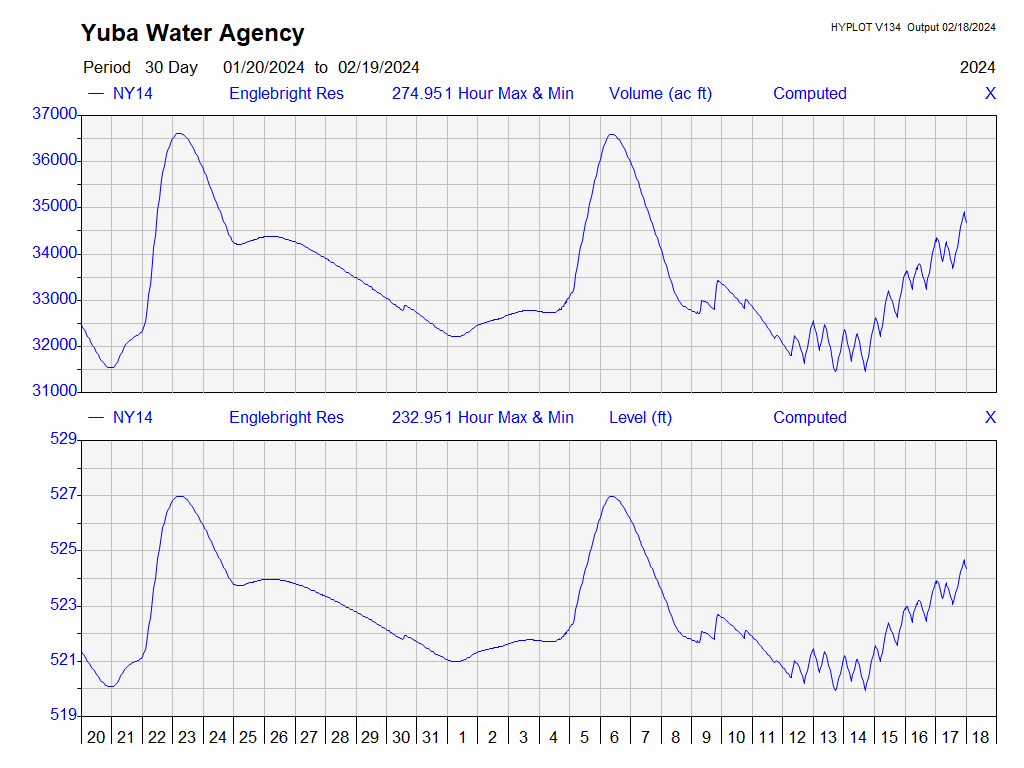 Yuba Water Agency
HYPLOT V134 Output 02/18/2024
Period 30 Day 01/20/2024 to 02/19/2024 2024
NY14 Englebright Res 274.951 Hour Max & Min Volume (ac ft) Computed X
37000
36000
35000
34000
33000
32000
31000
NY14 Englebright Res 232.951 Hour Max & Min Level (ft) Computed X
529
527
525
523
521
519
20 21 22 23 24 25 26 27 28 29 30 31 1 2 3 4 5 6 7 8 9 10 11 12 13 14 15 16 17 18